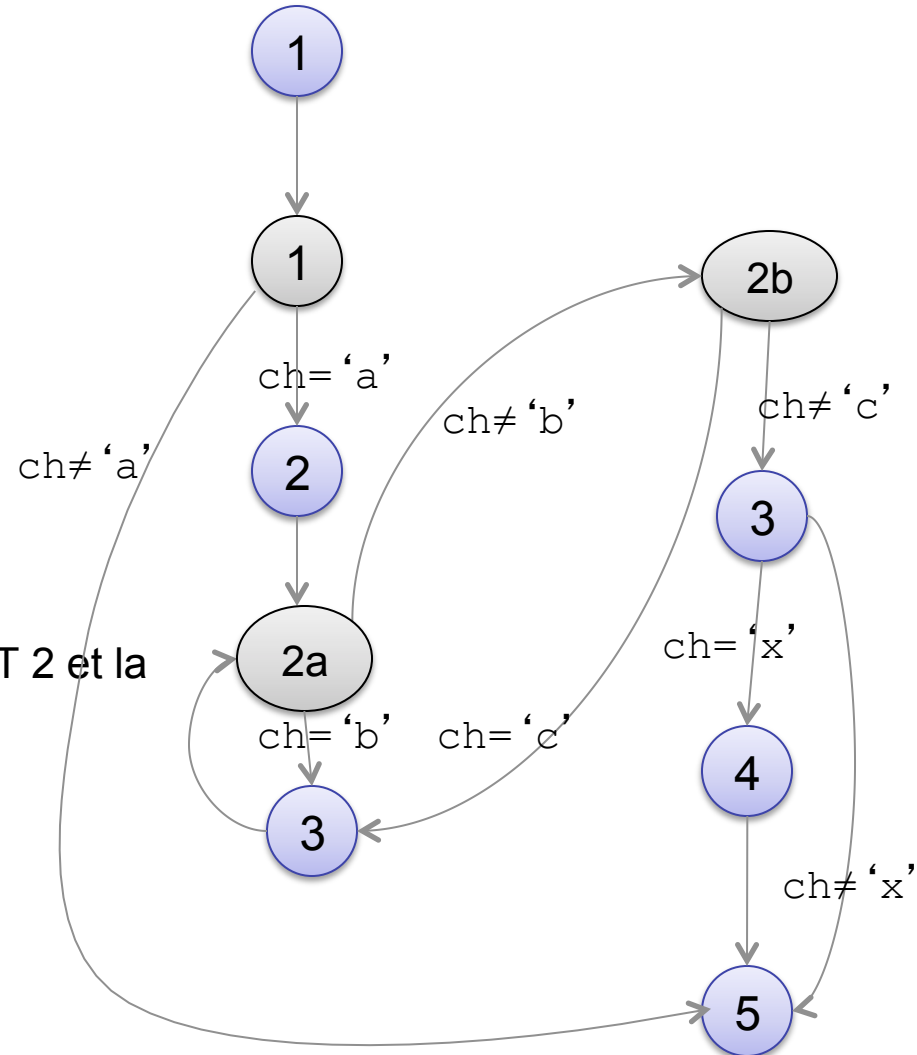 1
1
2b
ch=‘a’
ch≠‘c’
ch≠‘b’
ch≠‘a’
2
3
ch=‘x’
T 2 et la
2a
ch=‘b’
ch=‘c’
4
3
ch≠‘x’
5